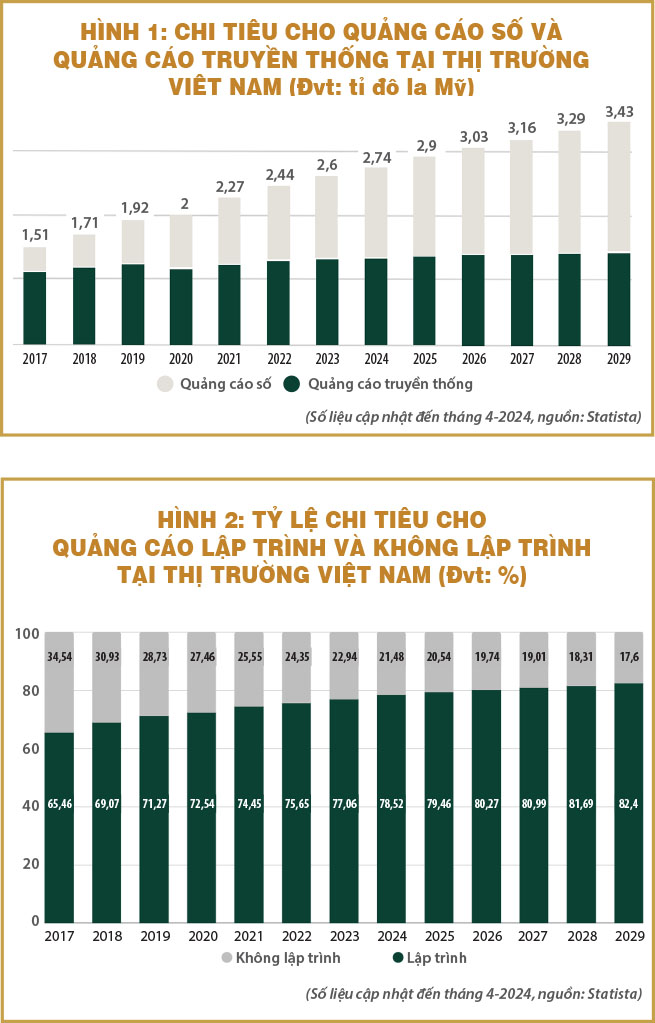 HÌNH 1: CHI TIÊU CHO QUẢNG CÁO SỐ VÀ
QUẢNG CÁO TRUYỀN THỐNG TẠI THỊ TRƯỜNG
VIỆT NAM (Đvt: tỉ đô la Mỹ)
1,51 1,71 1,92 2 2,27 2,44 2,6 2,74 2,9 3,03 3,16 3,29 3,43
2017 2018 2019 2020 2021 2022 2023 2024 2025 2026 2027 2028 2029
Quảng cáo số Quảng cáo truyền thống
(Số liệu cập nhật đến tháng 4-2024, nguồn: Statista)
HÌNH 2: TỶ LỆ CHI TIÊU CHO
QUẢNG CÁO LẬP TRÌNH VÀ KHÔNG LẬP TRÌNH
TẠI THỊ TRƯỜNG VIỆT NAM (Đvt: %)
100
34,54 30,93 28,73 27,46 25,55 24,35 22,94 21,48 20,54 19,74 19,01 18,31 17,6
80
60
40
65,46 69,07 71,27 72,54 74,45 75,65 77,06 78,52 79,46 80,27 80,99 81,69 82,4
20
0
2017 2018 2019 2020 2021 2022 2023 2024 2025 2026 2027 2028 2029
Không lập trình Lập trình
(Số liệu cập nhật đến tháng 4-2024, nguồn: Statista)